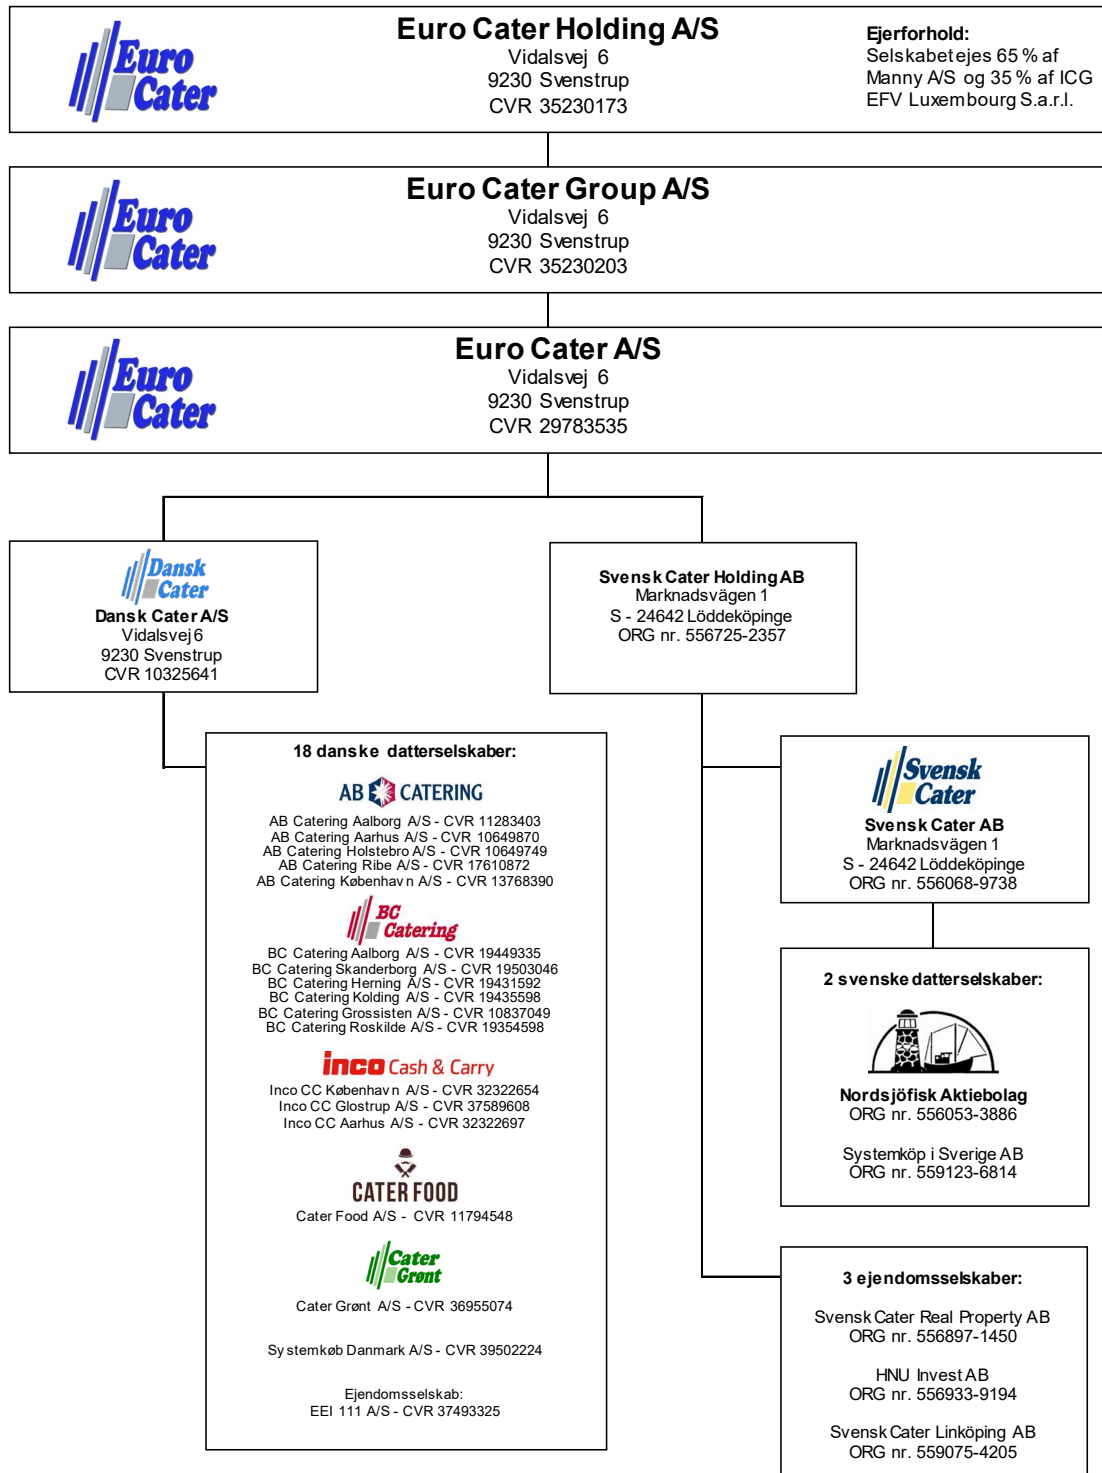 Euro
Cater
Euro Cater Holding A/S
Vidalsvej 6
9230 Svenstrup
CVR 35230173
Ejerforhold:
Selskabet ejes 65 % af
Manny A/S og 35 % af ICG
EFV Luxembourg S.a.r.l.
Euro
Cater
Euro Cater Group A/S
Vidalsvej 6
9230 Svenstrup
CVR 35230203
Euro
Cater
Euro Cater A/S
Vidalsvej 6
9230 Svenstrup
CVR 29783535
Dansk
Cater
Dansk Cater A/S
Vidalsvej 6
9230 Svenstrup
CVR 10325641
Svensk Cater Holding AB
Marknadsvägen 1
S - 24642 Löddeköpinge
ORG nr. 556725-2357
18 danske datterselskaber:
AB CATERING
AB Catering Aalborg A/S - CVR 11283403
AB Catering Aarhus A/S - CVR 10649870
AB Catering Holstebro A/S - CVR 10649749
AB Catering Ribe A/S - CVR 17610872
AB Catering København A/S - CVR 13768390
BC
Catering
BC Catering Aalborg A/S - CVR 19449335
BC Catering Skanderborg A/S - CVR 19503046
BC Catering Herning A/S - CVR 19431592
BC Catering Kolding A/S - CVR 19435598
BC Catering Grossisten A/S - CVR 10837049
BC Catering Roskilde A/S - CVR 19354598
inco Cash & Carry
Inco CC København A/S - CVR 32322654
Inco CC Glostrup A/S - CVR 37589608
Inco CC Aarhus A/S - CVR 32322697
CATER FOOD
Cater Food A/S - CVR 11794548
Cater
Grønt
Cater Grønt A/S - CVR 36955074
Systemkøb Danmark A/S - CVR 39502224
Ejendomsselskab:
EEI 111 A/S - CVR 37493325
Svensk
Cater
Svensk Cater AB
Marknadsvägen 1
S - 24642 Löddeköpinge
ORG nr. 556068-9738
2 svenske datterselskaber:
Nordsjöfisk Aktiebolag
ORG nr. 556053-3886
Systemköp i Sverige AB
ORG nr. 559123-6814
3 ejendomsselskaber:
Svensk Cater Real Property AB
ORG nr. 556897-1450
HNU Invest AB
ORG nr. 556933-9194
Svensk Cater Linköping AB
ORG nr. 559075-4205